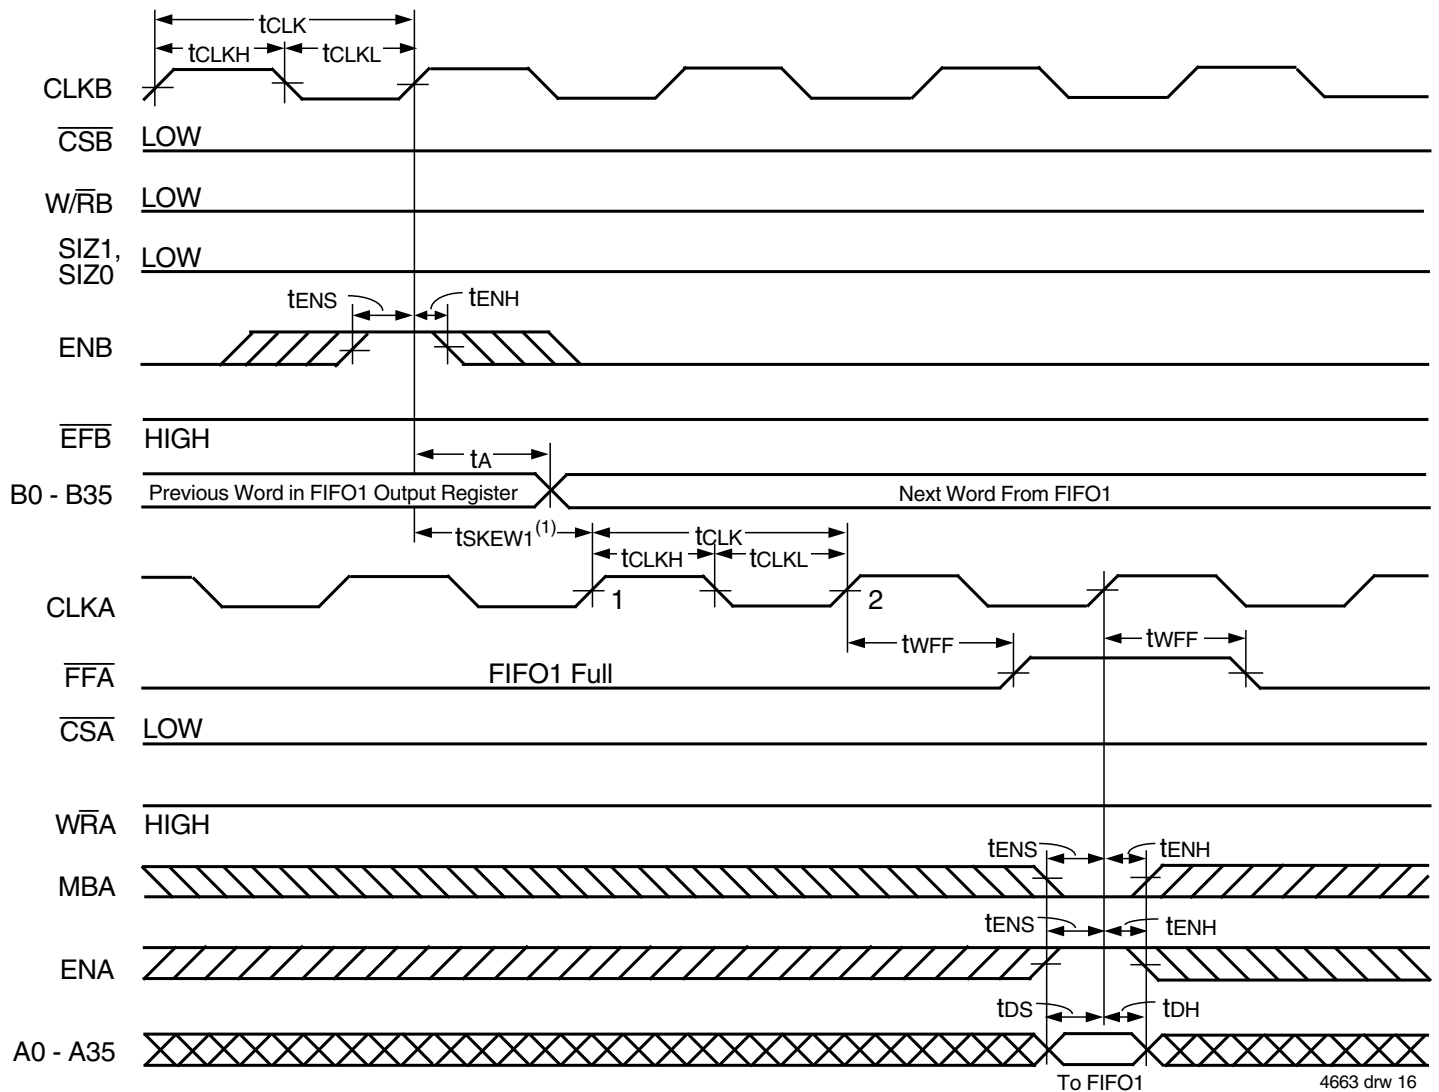 tCLK
tCLKH tCLKL
CLKB
CSB LOW
W/RB LOW
SIZ1,
SIZ0 LOW
tENS tENH
ENB
EFB HIGH
tA
B0 - B35 Previous Word in FIFO1 Output Register Next Word From FIFO1
tSKEW1 (1) tCLK
tCLKH tCLKL
CLKA 1 2
tWFF tWFF
FFA FIFO1 Full
CSA LOW
WRA HIGH
tENS tENH
MBA
tENS tENH
ENA
tDS tDH
A0 - A35
To FIFO1 4663 drw 16